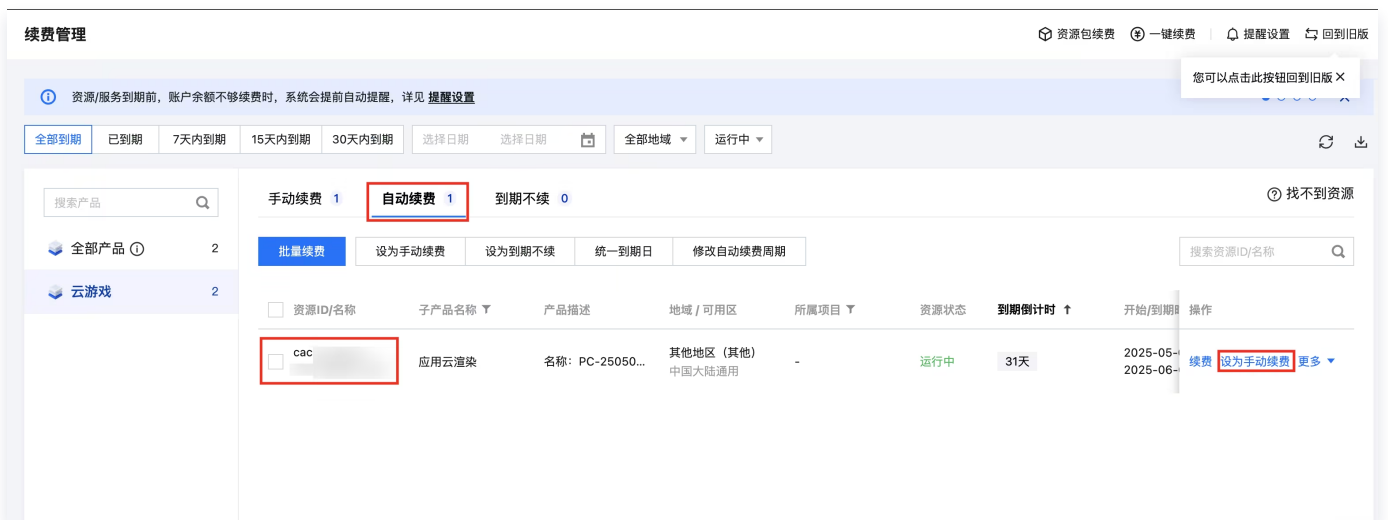 续费管理
资源包续费 一键续费 提醒设置 回到旧版
您可以点击此按钮回到旧版
资源/服务到期前，账户余额不够续费时，系统会提前自动提醒，详见 提醒设置
全部到期 已到期 7天内到期 15天内到期 30天内到期 选择日期 选择日期 全部地域 运行中
搜索产品 手动续费 1 自动续费 1 到期不续 0 找不到资源
全部产品 2 批量续费 设为手动续费 设为到期不续 统一到期日 修改自动续费周期 搜索资源ID/名称
云游戏 2
资源ID/名称 子产品名称 产品描述 地域 / 可用区 所属项目 资源状态 到期倒计时 ↑ 开始/到期 操作
cac 应用云渲染 名称：PC-25050... 其他地区（其他） - 运行中 31天 2025-05- 续费 设为手动续费 更多
中国大陆通用 2025-06-